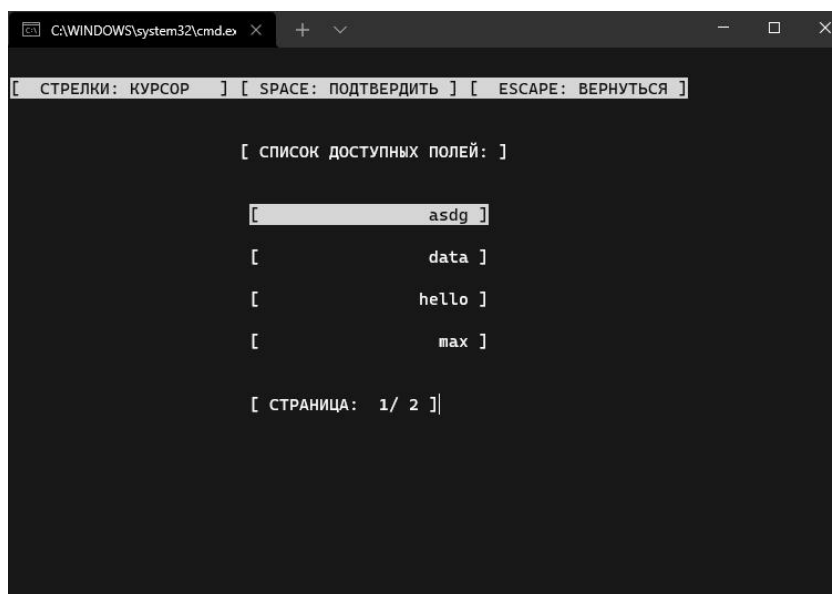 C:\WINDOWS\system32\cmd.ex
[ СТРЕЛКИ: КУРСОР ] [ SPACE: ПОДТВЕРДИТЬ ] [ ESCAPE: ВЕРНУТЬСЯ ]
[ СПИСОК ДОСТУПНЫХ ПОЛЕЙ: ]
[ asdg ]
[ data ]
[ hello ]
[ max ]
[ СТРАНИЦА: 1/ 2 ]